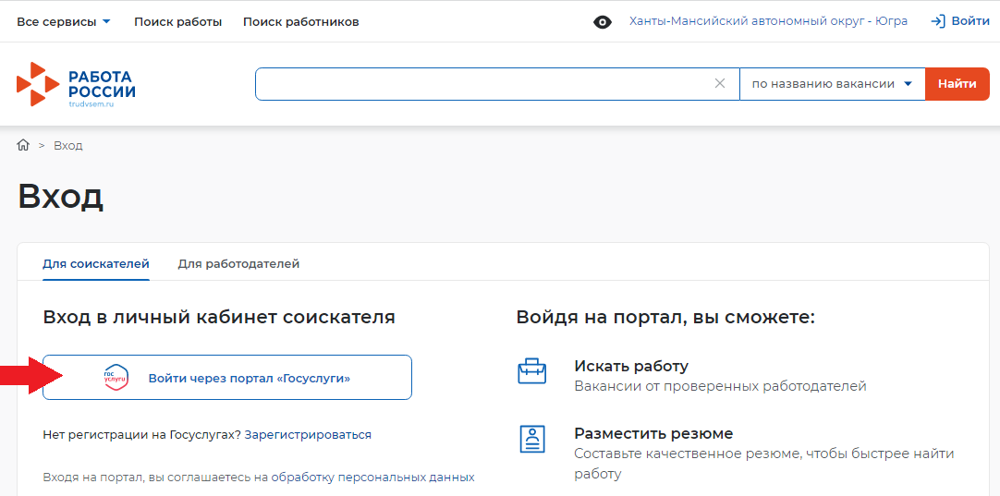 Все сервисы Поиск работы Поиск работников Ханты-Мансийский автономный округ - Югра Войти
РАБОТА
РОССИИ
trudvsem.ru
по названию вакансии Найти
> Вход
Вход
Для соискателей Для работодателей
Вход в личный кабинет соискателя
гос
услуги
Войти через портал «Госуслуги»
Нет регистрации на Госуслугах? Зарегистрироваться
Входя на портал, вы соглашаетесь на обработку персональных данных
Войдя на портал, вы сможете:
Искать работу
Вакансии от проверенных работодателей
Разместить резюме
Составьте качественное резюме, чтобы быстрее найти
работу